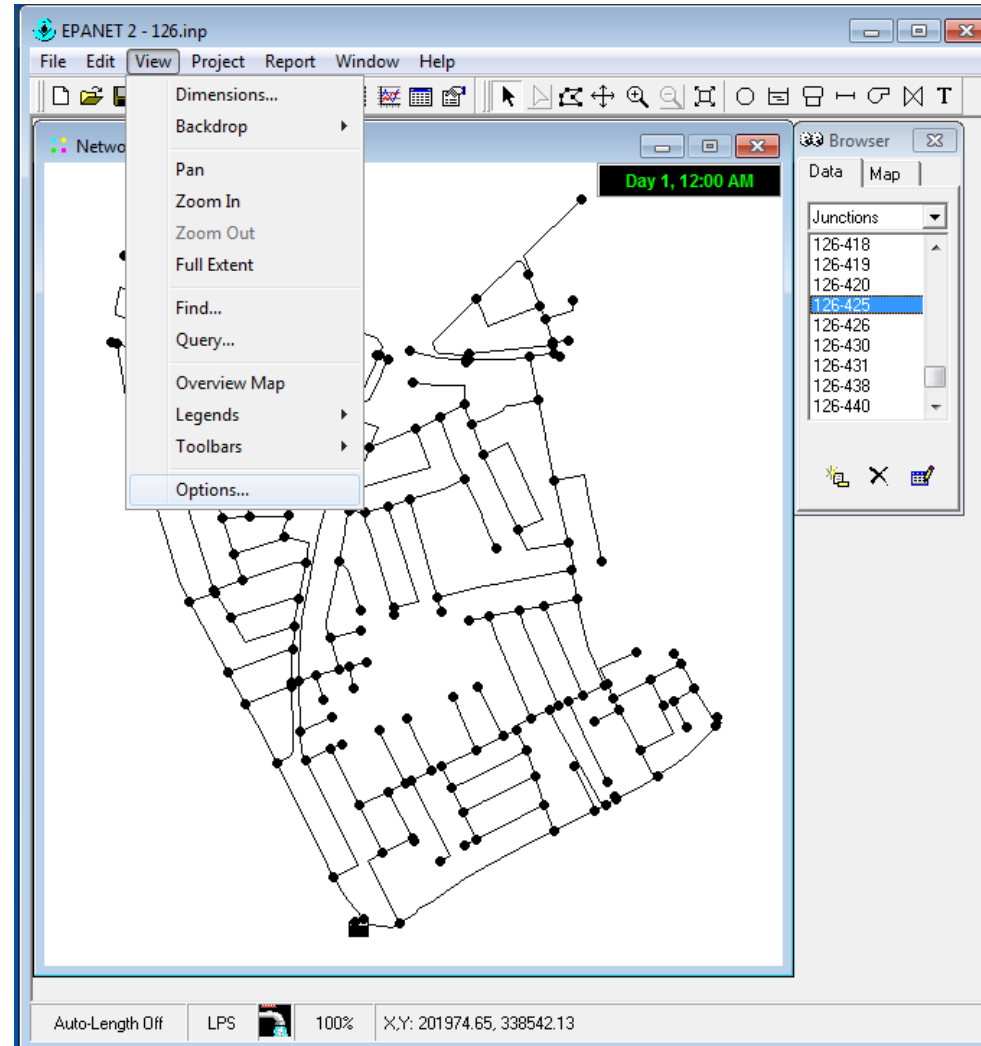 EPANET 2 - 126.inp
File Edit View Project Report Window Help
T
Dimensions...
Backdrop
Pan
Zoom In
Zoom Out
Full Extent
Find...
Query...
Overview Map
Legends
Toolbars
Options...
Netwo
Day 1, 12:00 AM
Browser
Data Map
Junctions
126-418
126-419
126-420
126-425
126-426
126-430
126-431
126-438
126-440
Auto-Length Off LPS 100% X,Y: 201974.65, 338542.13